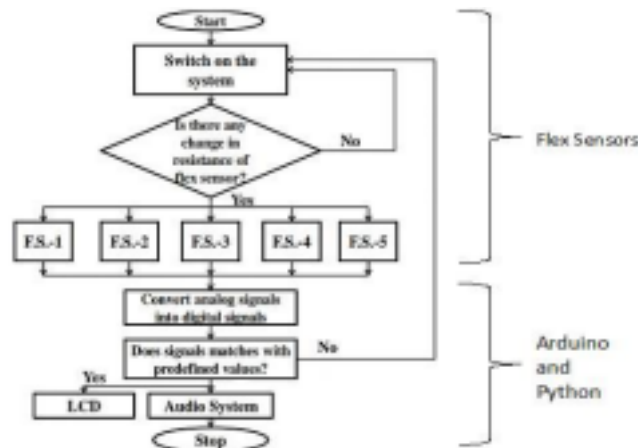 Start
Switch on the
system
Is there any
change in
resistance of
flex sensor?
No
Yes
F.S.-1
F.S.-2
F.S.-3
F.S.-4
F.S.-5
Flex Sensors
Convert analog signals
into digital signals
Does signals matches with
predefined values?
No
Yes
LCD
Audio System
Stop
Arduino
and
Python